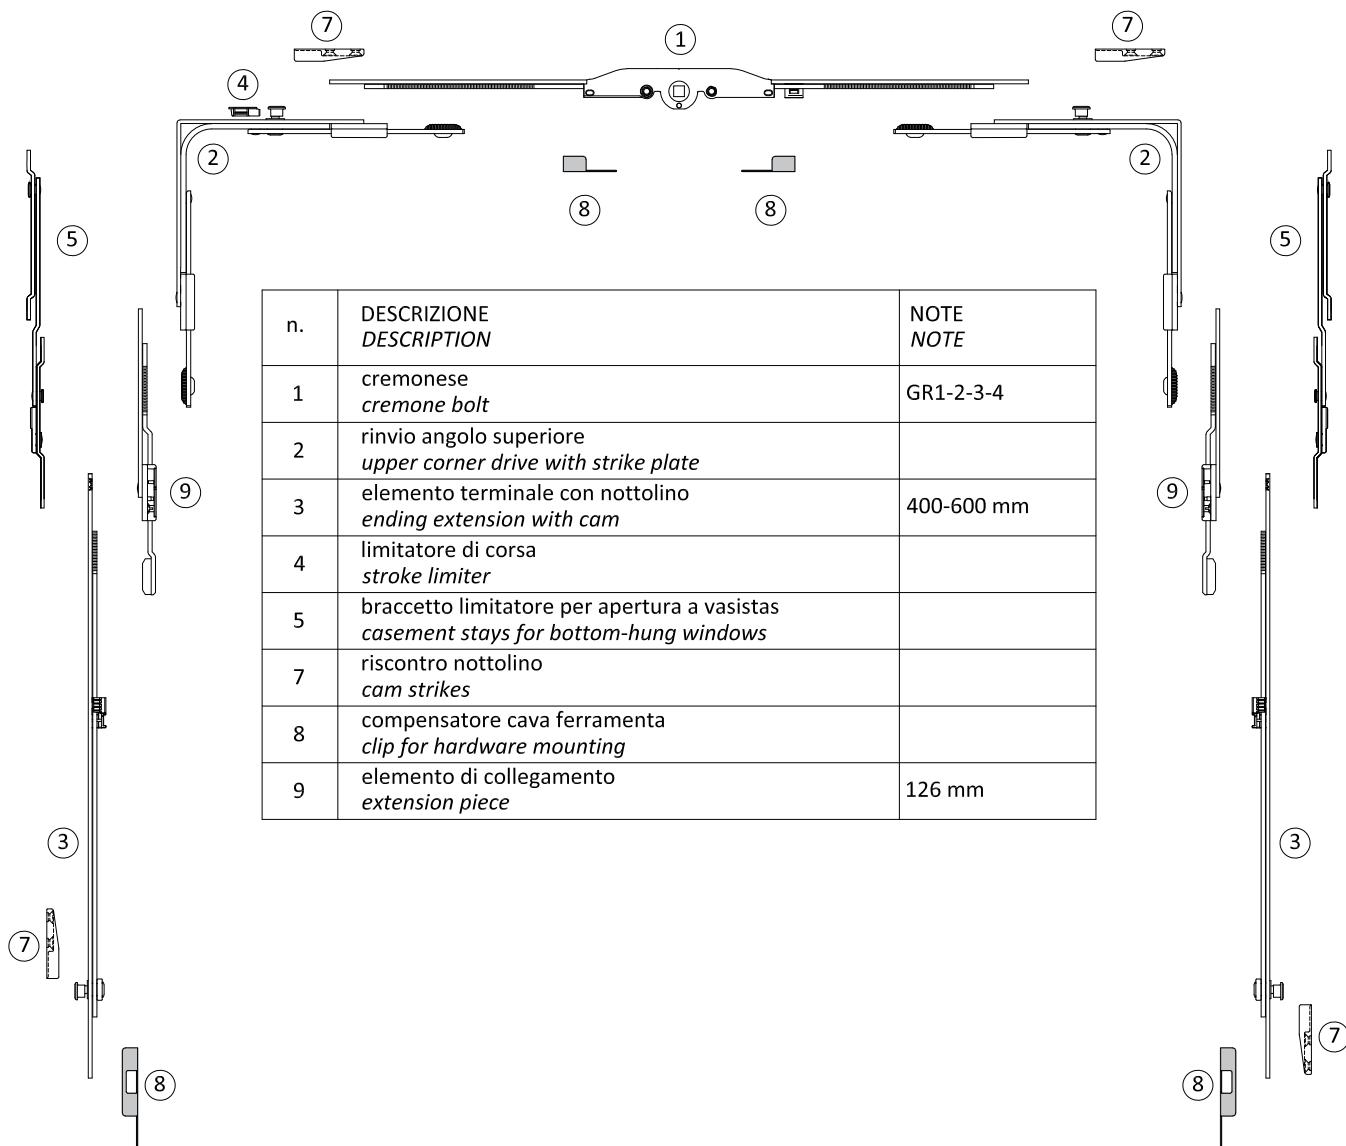 7
1
7
4
2
2
8
8
5
5
n.
DESCRIZIONE
DESCRIPTION
NOTE
NOTE
1
cremonese
cremone bolt
GR1-2-3-4
2
rinvio angolo superiore
upper corner drive with strike plate
3
elemento terminale con nottolino
ending extension with cam
400-600 mm
4
limitatore di corsa
stroke limiter
5
braccetto limitatore per apertura a vasistas
casement stays for bottom-hung windows
7
riscontro nottolino
cam strikes
8
compensatore cava ferramenta
clip for hardware mounting
9
elemento di collegamento
extension piece
126 mm
9
9
3
3
7
7
8
8